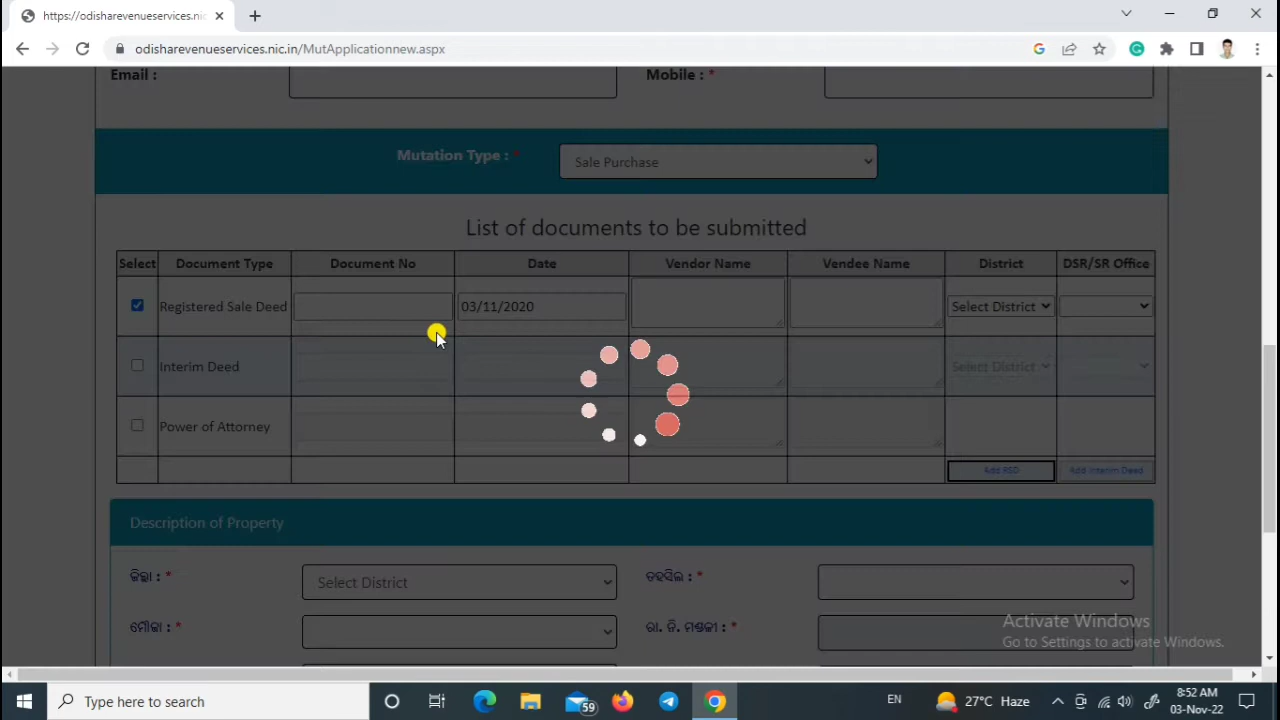 https://odisharevenueservices.nic
odisharevenueservices.nic.in/MutApplicationnew.aspx
Email :
Mobile : *
Mutation Type : *
Sale Purchase
List of documents to be submitted
Select Document Type Document No Date Vendor Name Vendee Name District DSR/SR Office
Registered Sale Deed 03/11/2020 Select District
Interim Deed Select District
Power of Attorney
Add RSD Add Interim Deed
Description of Property
ଜିଲ୍ଲା : * Select District ତହସିଲ : *
ମୌଜା : * ରା. ନି. ମଣ୍ଡଳୀ : *
Activate Windows
Go to Settings to activate Windows.
Type here to search
59
EN
27°C Haze
8:52 AM
03-Nov-22